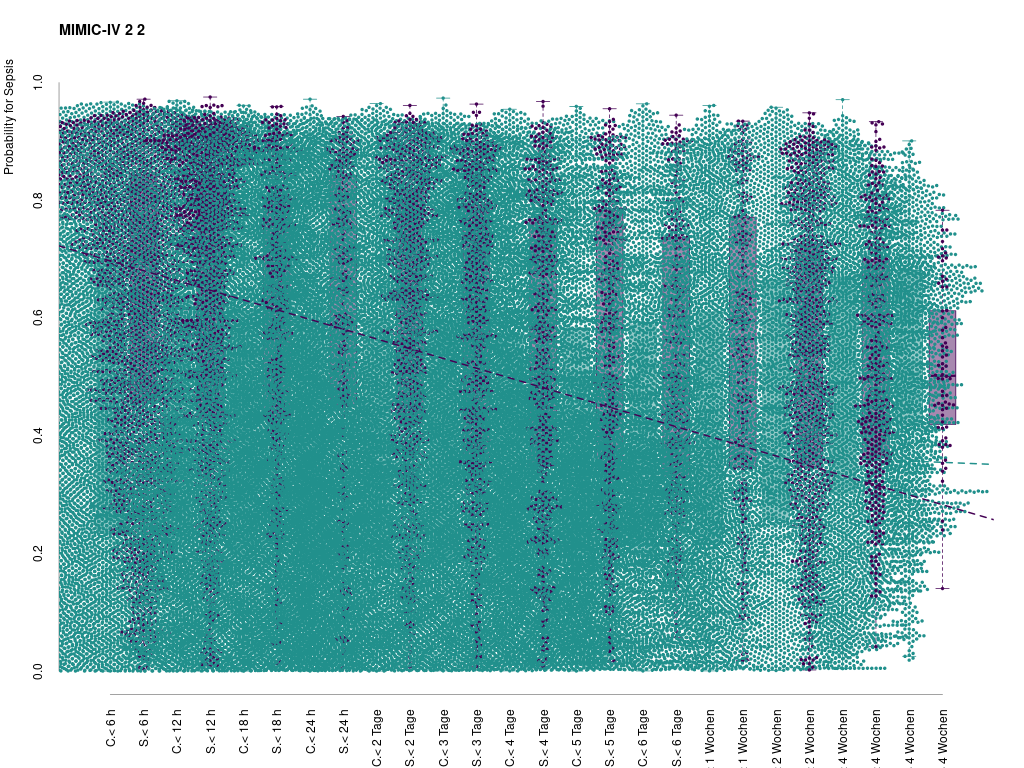 MIMIC-IV 2 2
Probability for Sepsis
1.0
0.8
0.6
0.4
0.2
0.0
C.< 6 h
S.< 6 h
C.< 12 h
S.< 12 h
C.< 18 h
S.< 18 h
C.< 24 h
S.< 24 h
C.< 2 Tage
S.< 2 Tage
C.< 3 Tage
S.< 3 Tage
C.< 4 Tage
S.< 4 Tage
C.< 5 Tage
S.< 5 Tage
C.< 6 Tage
S.< 6 Tage
1 Wochen
1 Wochen
2 Wochen
2 Wochen
4 Wochen
4 Wochen
4 Wochen
4 Wochen